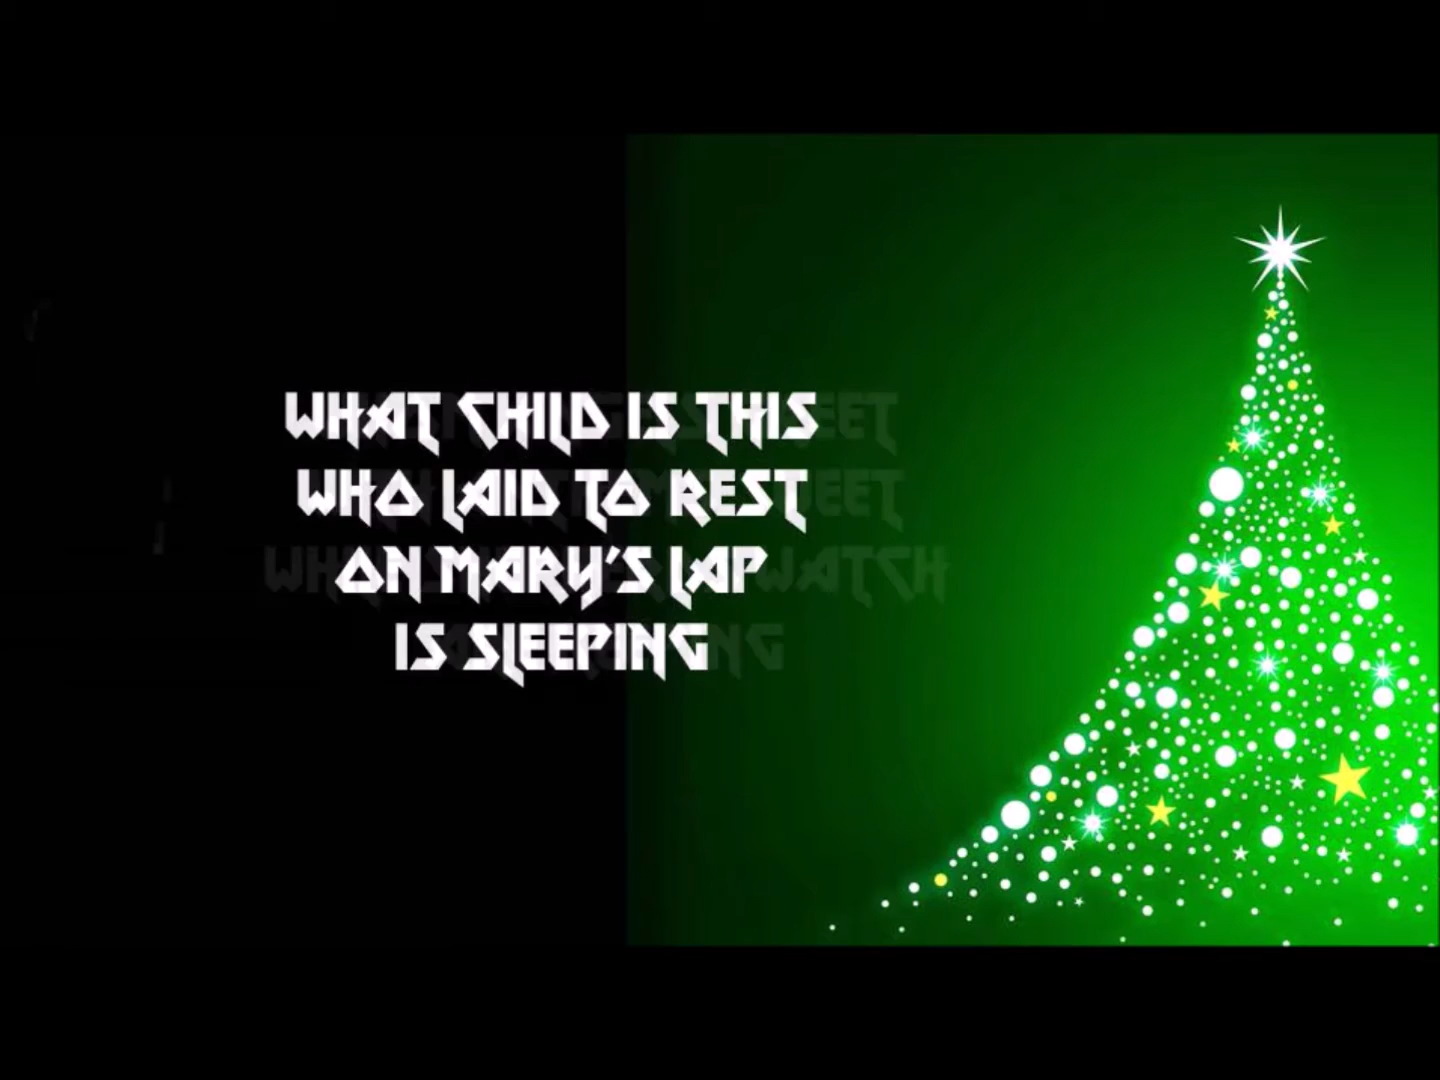 WHAT CHILD IS THIS
WHO LAID TO REST
ON MARY'S LAP
IS SLEEPING